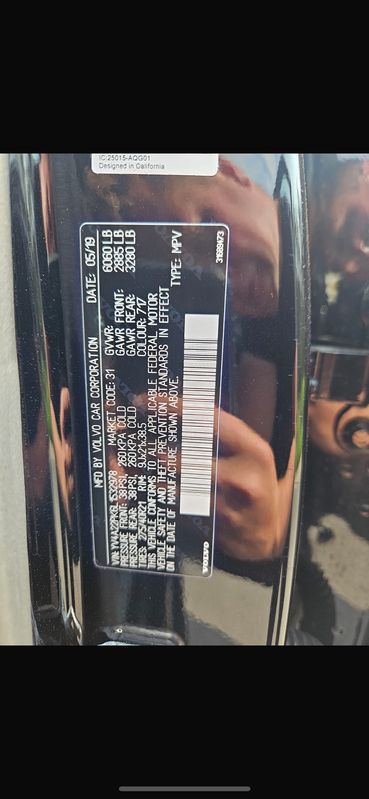 IC:25015-AQG01
Designed in California
MFD BY VOLVO CAR CORPORATION DATE: 05/19
GVWR: 6060 LB
GAWR FRONT: 2885 LB
MARKET CODE: 31 GAWR REAR: 3280 LB
COLOUR: 717 TYPE: MPV
VIN:
PRESSURE FRONT: 38PSI, 260KPA COLD
PRESSURE REAR: 38PSI, 260KPA COLD
TIRES: RIM:
THIS VEHICLE CONFORMS TO ALL APPLICABLE FEDERAL MOTOR
VEHICLE SAFETY AND THEFT PREVENTION STANDARDS IN EFFECT
ON THE DATE OF MANUFACTURE SHOWN ABOVE.
VOLVO